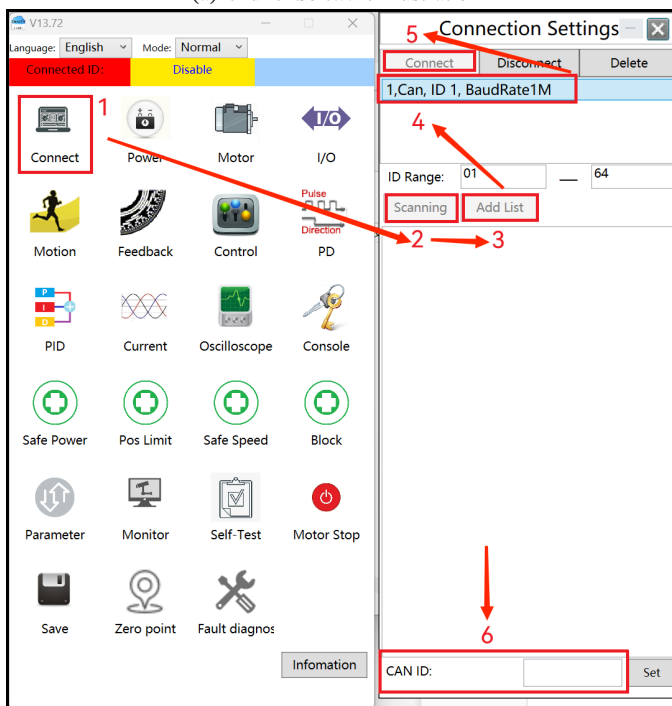 V13.72
Language: English Mode: Normal
Connected ID: Disable
Connect Power Motor I/O
I/O
Pulse
Direction
Motion Feedback Control PD
P
I
D
PID Current Oscilloscope Console
Safe Power Pos Limit Safe Speed Block
Parameter Monitor Self-Test Motor Stop
Save Zero point Fault diagnos
Infomation
Connection Settings
Connect Disconnect Delete
1,Can, ID 1, BaudRate1M
ID Range: 01 — 64
Scanning Add List
CAN ID: Set
1
2
3
4
5
6